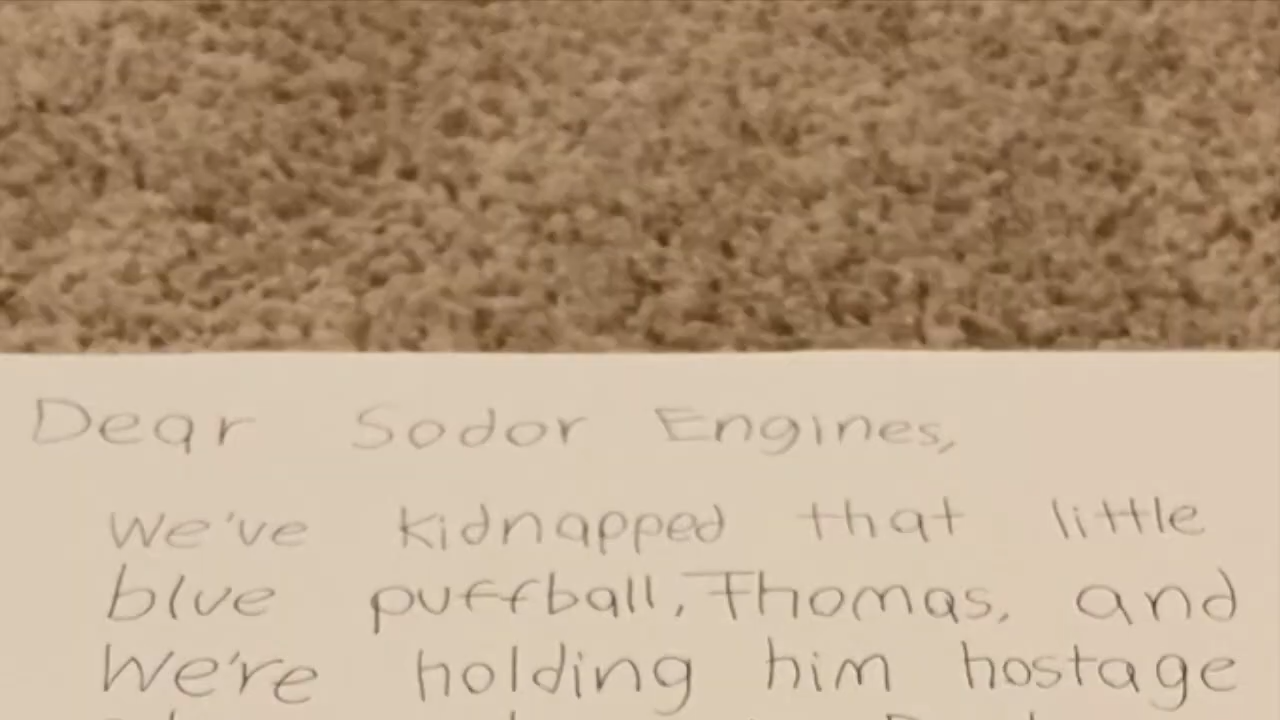 Dear Sodor Engines,
We've kidnapped that little
blue puffball, Thomas, and
We're holding him hostage